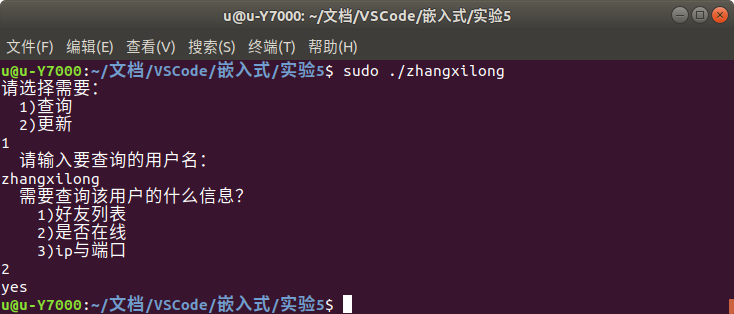 u@u-Y7000: ~/文档/VSCode/嵌入式/实验5
文件(F) 编辑(E) 查看(V) 搜索(S) 终端(T) 帮助(H)
u@u-Y7000:~/文档/VSCode/嵌入式/实验5$ sudo ./zhangxilong
请选择需要：
  1)查询
  2)更新
1
  请输入要查询的用户名：
zhangxilong
  需要查询该用户的什么信息？
    1)好友列表
    2)是否在线
    3)ip与端口
2
yes
u@u-Y7000:~/文档/VSCode/嵌入式/实验5$